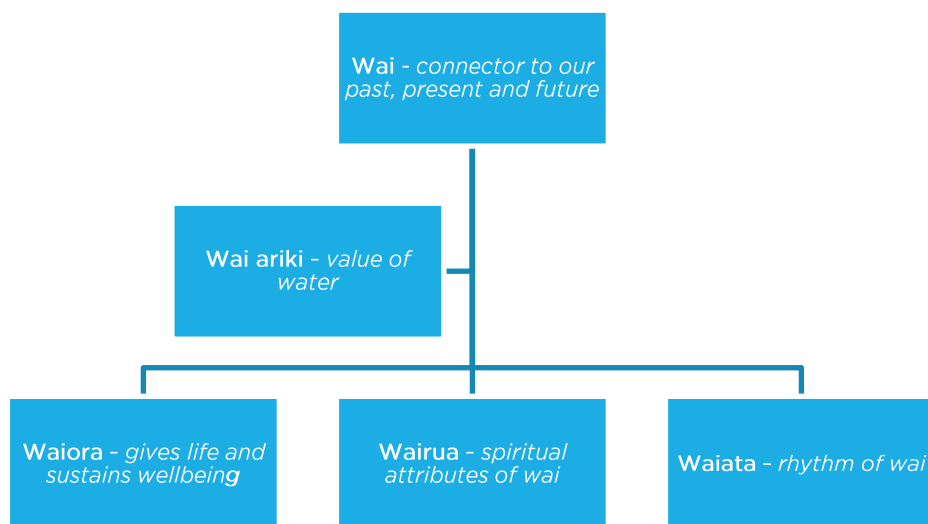 Wai - connector to our
past, present and future
Wai ariki - value of
water
Waiora - gives life and
sustains wellbeing
Wairua - spiritual
attributes of wai
Waiata - rhythm of wai